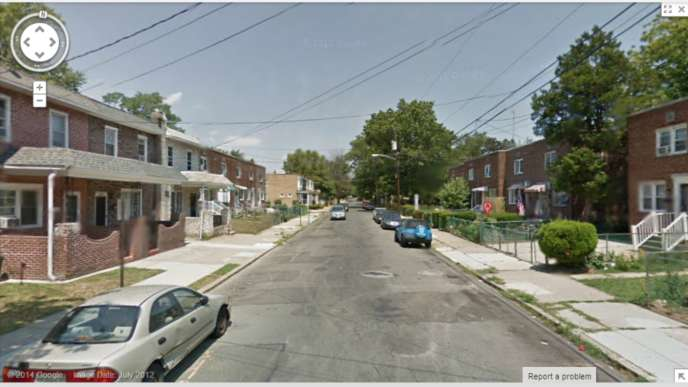 N
© 2014 Google
Image Date: July 2012
Report a problem